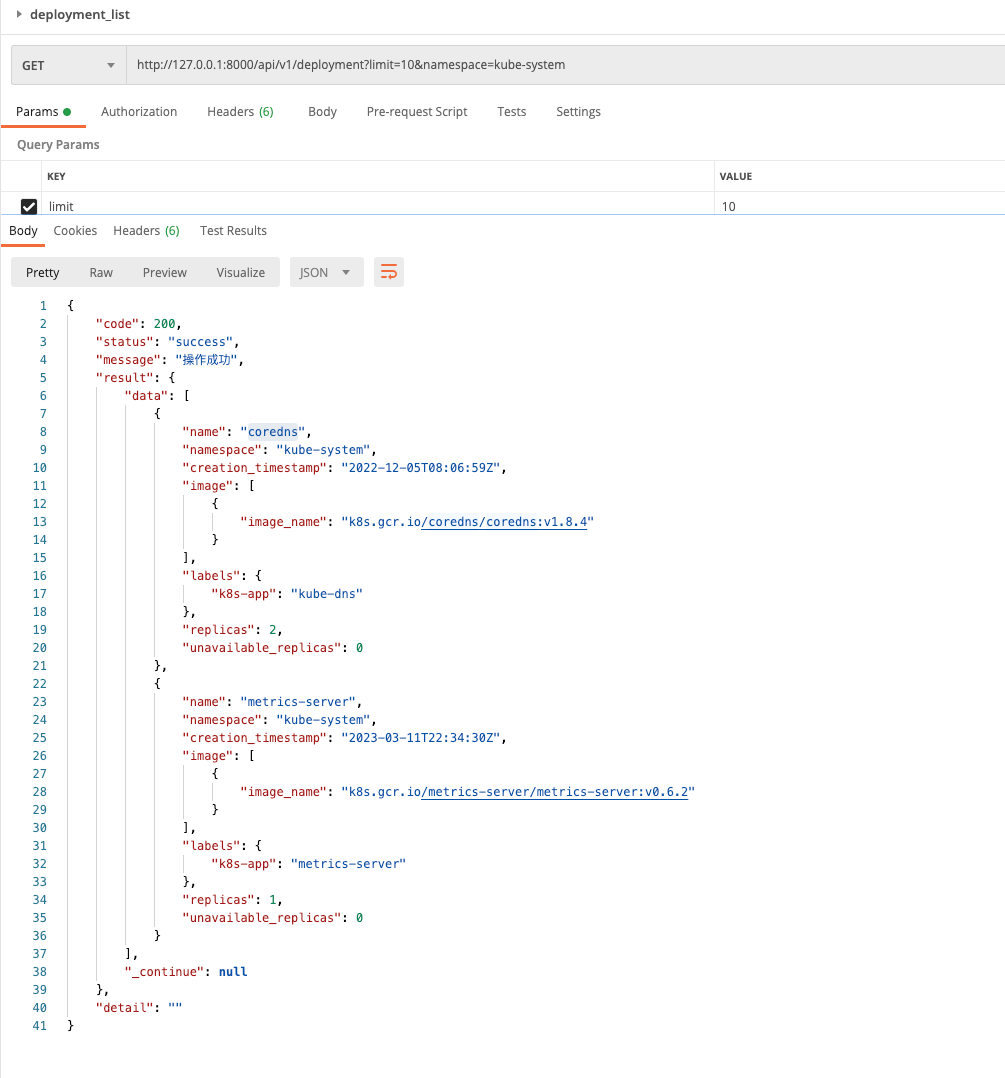 deployment_list
GET http://127.0.0.1:8000/api/v1/deployment?limit=10&namespace=kube-system
Params Authorization Headers (6) Body Pre-request Script Tests Settings
Query Params
KEY VALUE
limit 10
Body Cookies Headers (6) Test Results
Pretty Raw Preview Visualize JSON
1 {
2 "code": 200,
3 "status": "success",
4 "message": "操作成功",
5 "result": {
6 "data": [
7 {
8 "name": "coredns",
9 "namespace": "kube-system",
10 "creation_timestamp": "2022-12-05T08:06:59Z",
11 "image": [
12 {
13 "image_name": "k8s.gcr.io/coredns/coredns:v1.8.4"
14 }
15 ],
16 "labels": {
17 "k8s-app": "kube-dns"
18 },
19 "replicas": 2,
20 "unavailable_replicas": 0
21 },
22 {
23 "name": "metrics-server",
24 "namespace": "kube-system",
25 "creation_timestamp": "2023-03-11T22:34:30Z",
26 "image": [
27 {
28 "image_name": "k8s.gcr.io/metrics-server/metrics-server:v0.6.2"
29 }
30 ],
31 "labels": {
32 "k8s-app": "metrics-server"
33 },
34 "replicas": 1,
35 "unavailable_replicas": 0
36 }
37 ],
38 "_continue": null
39 },
40 "detail": ""
41 }